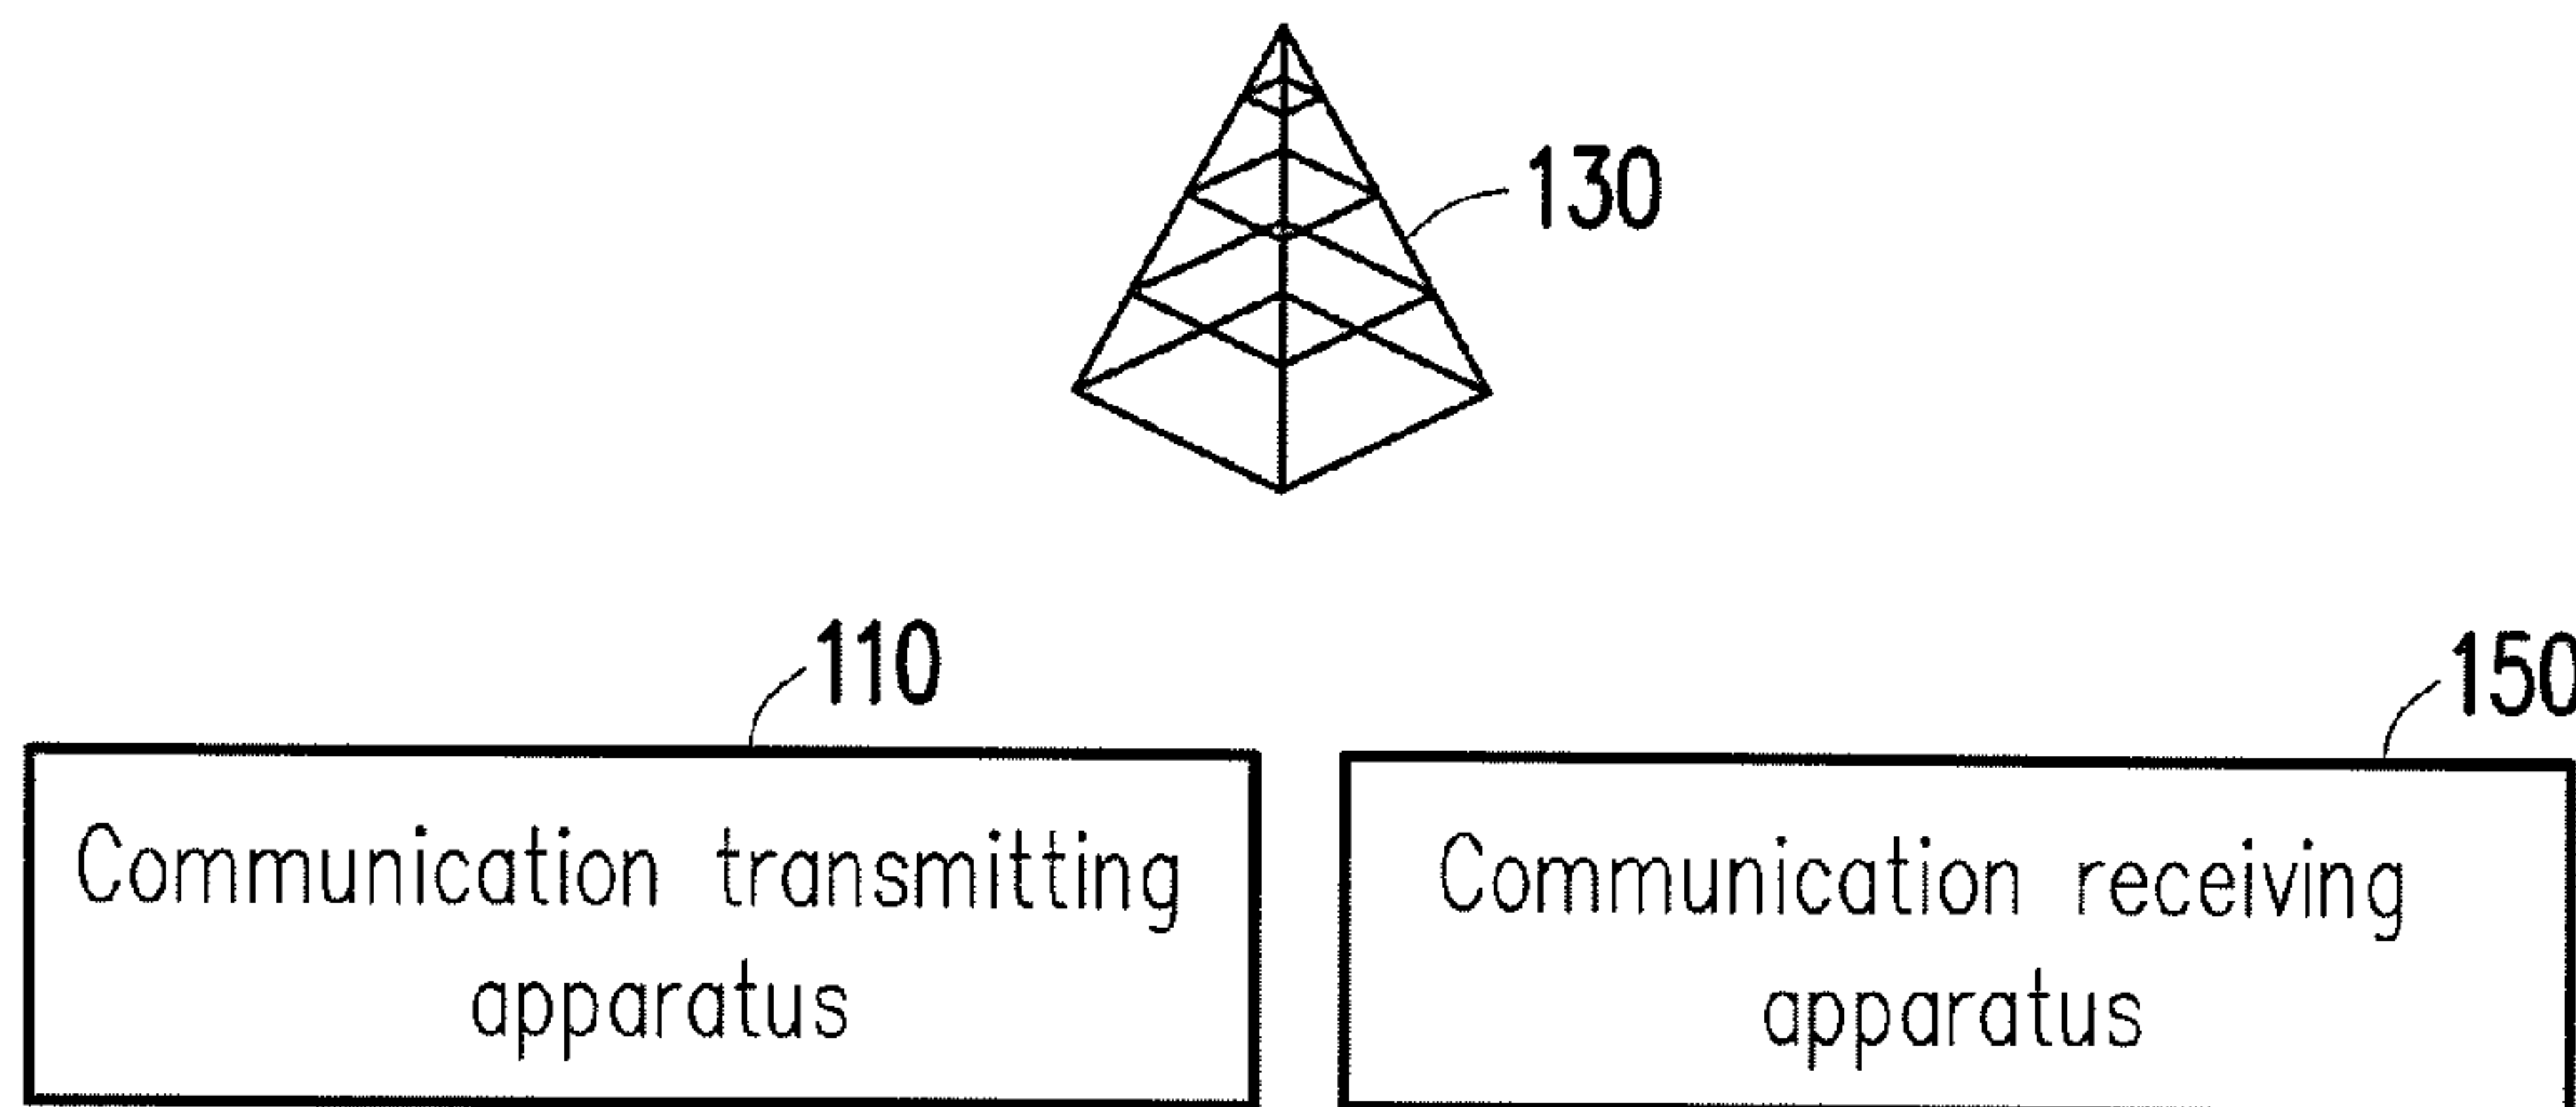 130
110
150
Communication transmitting
apparatus
Communication receiving
apparatus